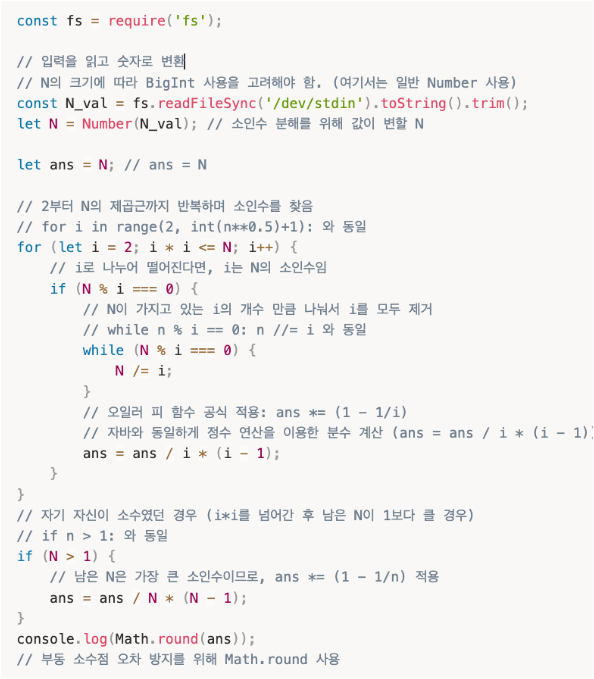 const fs = require('fs');
// 입력을 읽고 숫자로 변환
// N의 크기에 따라 BigInt 사용을 고려해야 함. (여기서는 일반 Number 사용)
const N_val = fs.readFileSync('/dev/stdin').toString().trim();
let N = Number(N_val); // 소인수 분해를 위해 값이 변할 N
let ans = N; // ans = N
// 2부터 N의 제곱근까지 반복하며 소인수를 찾음
// for i in range(2, int(n**0.5)+1): 와 동일
for (let i = 2; i * i <= N; i++) {
    // i로 나누어 떨어진다면, i는 N의 소인수임
    if (N % i === 0) {
        // N이 가지고 있는 i의 개수 만큼 나눠서 i를 모두 제거
        // while n % i == 0: n //= i 와 동일
        while (N % i === 0) {
            N /= i;
        }
        // 오일러 피 함수 공식 적용: ans *= (1 - 1/i)
        // 자바와 동일하게 정수 연산을 이용한 분수 계산 (ans = ans / i * (i - 1))
        ans = ans / i * (i - 1);
    }
}
// 자기 자신이 소수였던 경우 (i*i를 넘어간 후 남은 N이 1보다 클 경우)
// if n > 1: 와 동일
if (N > 1) {
    // 남은 N은 가장 큰 소인수이므로, ans *= (1 - 1/n) 적용
    ans = ans / N * (N - 1);
}
console.log(Math.round(ans));
// 부동 소수점 오차 방지를 위해 Math.round 사용